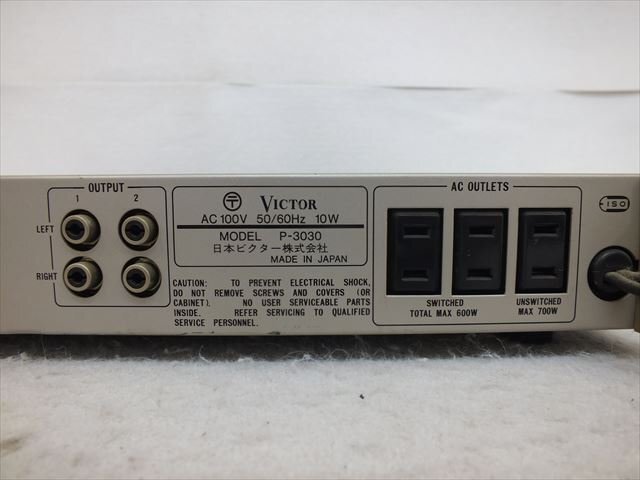 OUTPUT
1 2
LEFT
RIGHT
〒 VICTOR
AC 100V 50/60Hz 10W
MODEL P-3030
日本ビクター株式会社
MADE IN JAPAN
CAUTION: TO PREVENT ELECTRICAL SHOCK,
DO NOT REMOVE SCREWS AND COVERS (OR
CABINET). NO USER SERVICEABLE PARTS
INSIDE. REFER SERVICING TO QUALIFIED
SERVICE PERSONNEL.
AC OUTLETS
SWITCHED
TOTAL MAX 600W
UNSWITCHED
MAX 700W
ISO